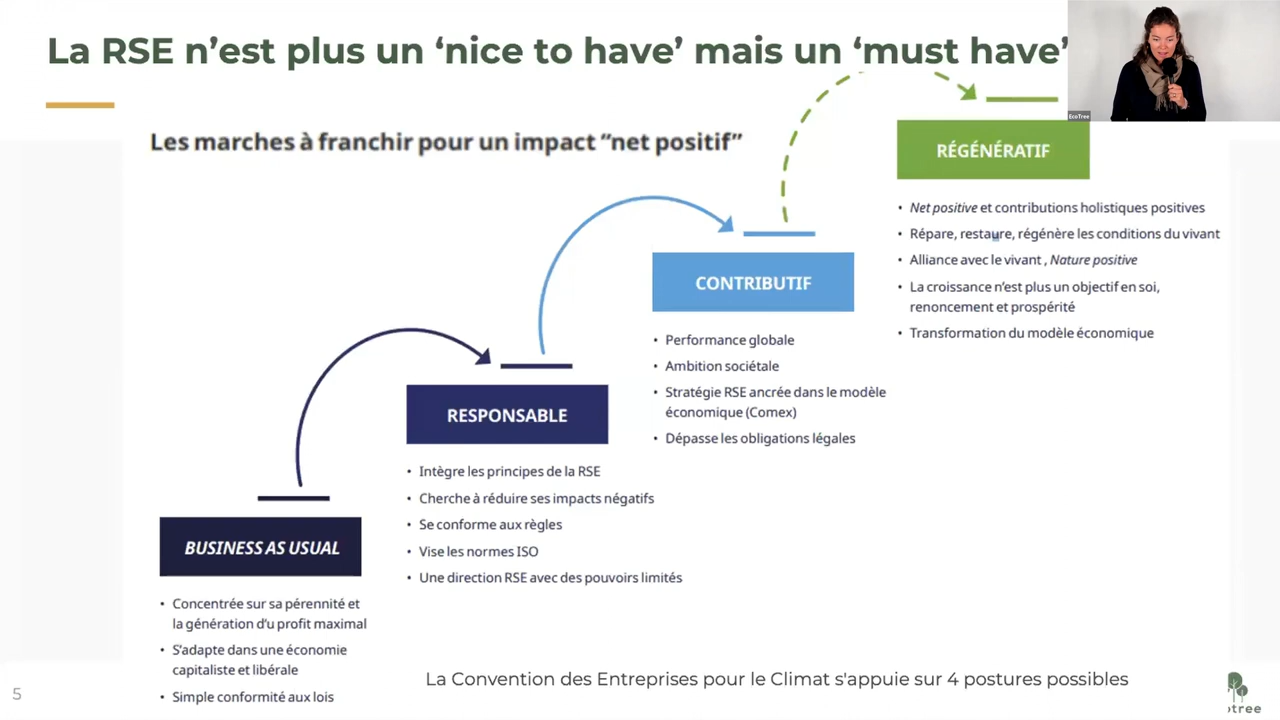 La RSE n'est plus un 'nice to have' mais un 'must have'
EcoTree
Les marches à franchir pour un impact "net positif"
RÉGÉNÉRATIF
• Net positive et contributions holistiques positives
• Répare, restaure, régénère les conditions du vivant
• Alliance avec le vivant , Nature positive
• La croissance n'est plus un objectif en soi,
renoncement et prospérité
• Transformation du modèle économique
CONTRIBUTIF
• Performance globale
• Ambition sociétale
• Stratégie RSE ancrée dans le modèle
économique (Comex)
• Dépasse les obligations légales
RESPONSABLE
• Intègre les principes de la RSE
• Cherche à réduire ses impacts négatifs
• Se conforme aux règles
• Vise les normes ISO
• Une direction RSE avec des pouvoirs limités
BUSINESS AS USUAL
• Concentrée sur sa pérennité et
la génération d'u profit maximal
• S'adapte dans une économie
capitaliste et libérale
• Simple conformité aux lois
La Convention des Entreprises pour le Climat s'appuie sur 4 postures possibles
5
otree